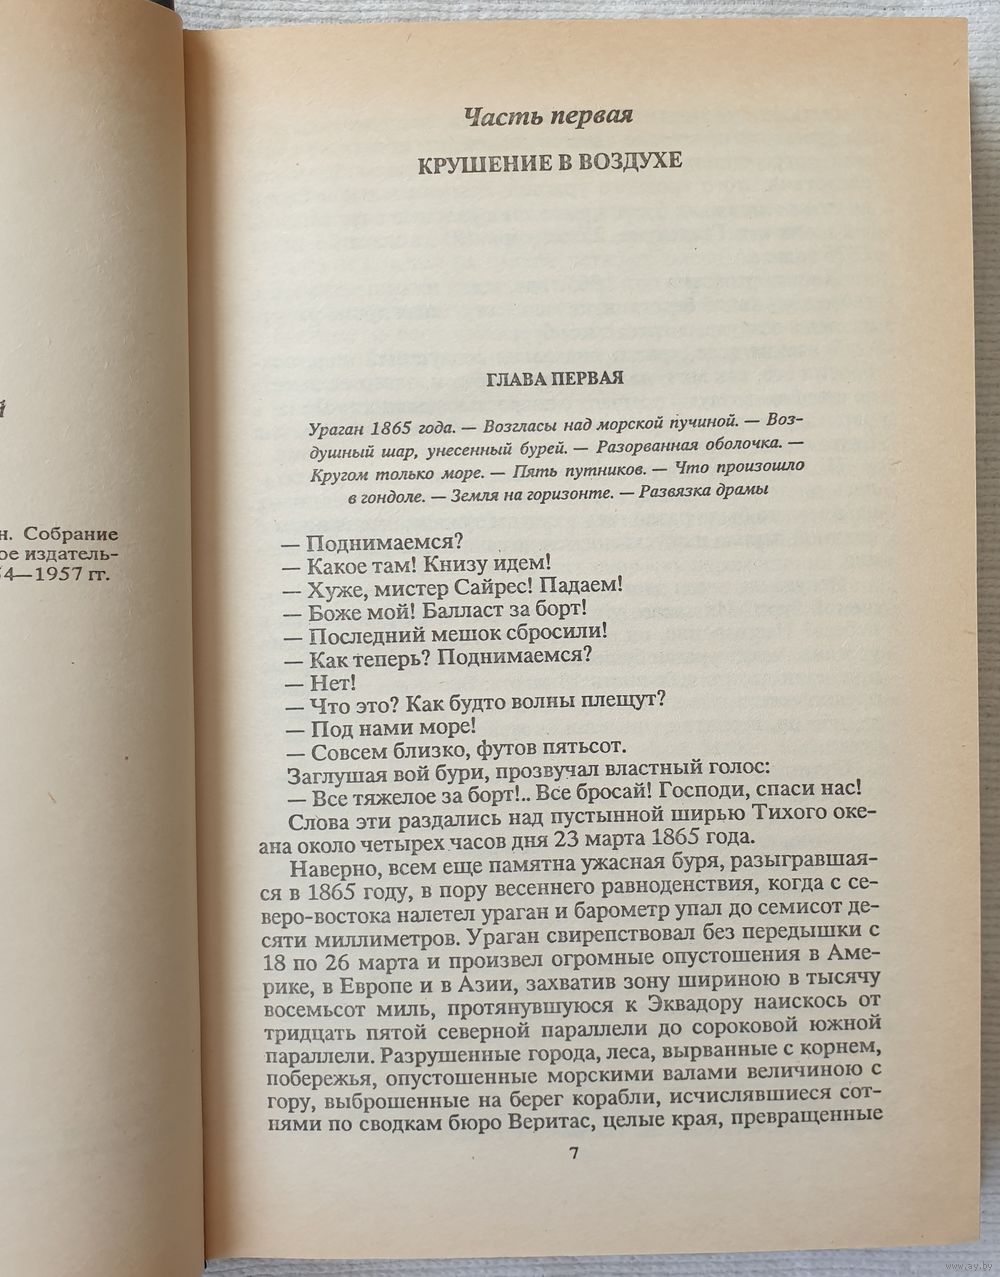 н. Собрание
ое издатель-
54—1957 гг.
Часть первая
КРУШЕНИЕ В ВОЗДУХЕ
ГЛАВА ПЕРВАЯ
Ураган 1865 года. — Возгласы над морской пучиной. — Воз-
душный шар, унесенный бурей. — Разорванная оболочка. —
Кругом только море. — Пять путников. — Что произошло
в гондоле. — Земля на горизонте. — Развязка драмы
— Поднимаемся?
— Какое там! Книзу идем!
— Хуже, мистер Сайрес! Падаем!
— Боже мой! Балласт за борт!
— Последний мешок сбросили!
— Как теперь? Поднимаемся?
— Нет!
— Что это? Как будто волны плещут?
— Под нами море!
— Совсем близко, футов пятьсот.
Заглушая вой бури, прозвучал властный голос:
— Все тяжелое за борт!.. Все бросай! Господи, спаси нас!
Слова эти раздались над пустынной ширью Тихого оке-
ана около четырех часов дня 23 марта 1865 года.
Наверно, всем еще памятна ужасная буря, разыгравшая-
ся в 1865 году, в пору весеннего равноденствия, когда с се-
веро-востока налетел ураган и барометр упал до семисот де-
сяти миллиметров. Ураган свирепствовал без передышки с
18 по 26 марта и произвел огромные опустошения в Аме-
рике, в Европе и в Азии, захватив зону шириною в тысячу
восемьсот миль, протянувшуюся к Эквадору наискось от
тридцать пятой северной параллели до сороковой южной
параллели. Разрушенные города, леса, вырванные с корнем,
побережья, опустошенные морскими валами величиною с
гору, выброшенные на берег корабли, исчислявшиеся сот-
нями по сводкам бюро Веритас, целые края, превращенные
7
www.ay.by